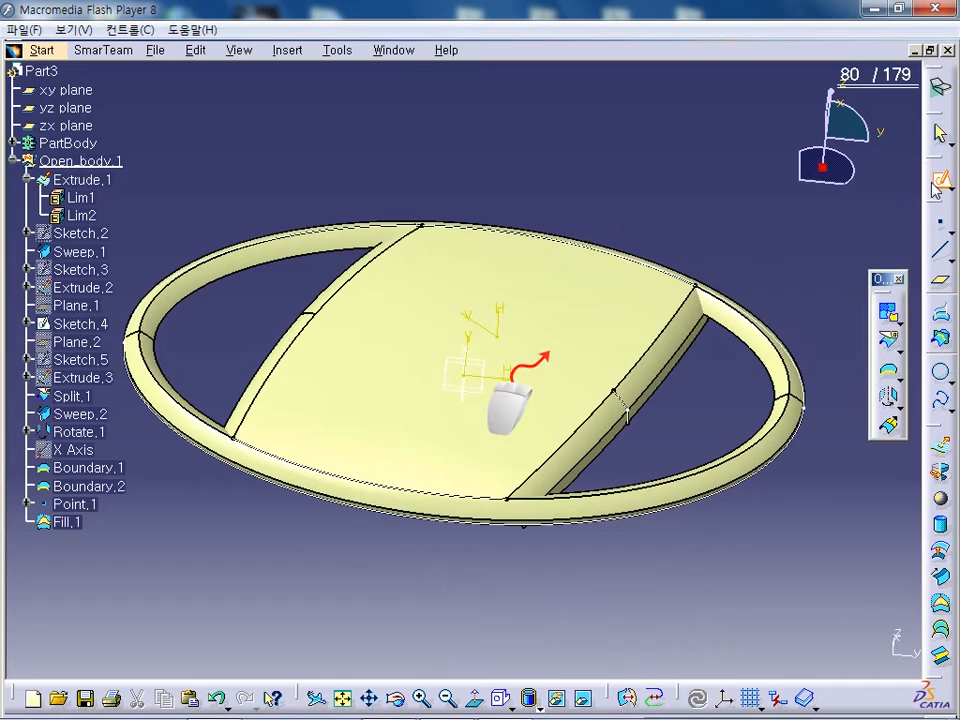 Macromedia Flash Player 8
파일(F) 보기(V) 컨트롤(C) 도움말(H)
Start SmarTeam File Edit View Insert Tools Window Help
Part3
80 / 179
xy plane
yz plane
zx plane
PartBody
Open_body.1
Extrude.1
Lim1
Lim2
Sketch.2
Sweep.1
Sketch.3
Extrude.2
Plane.1
Sketch.4
Plane.2
Sketch.5
Extrude.3
Split.1
Sweep.2
Rotate.1
X Axis
Boundary.1
Boundary.2
Point.1
Fill.1
z
x
y
O...
H
V
V
H
z
y
DS
CATIA